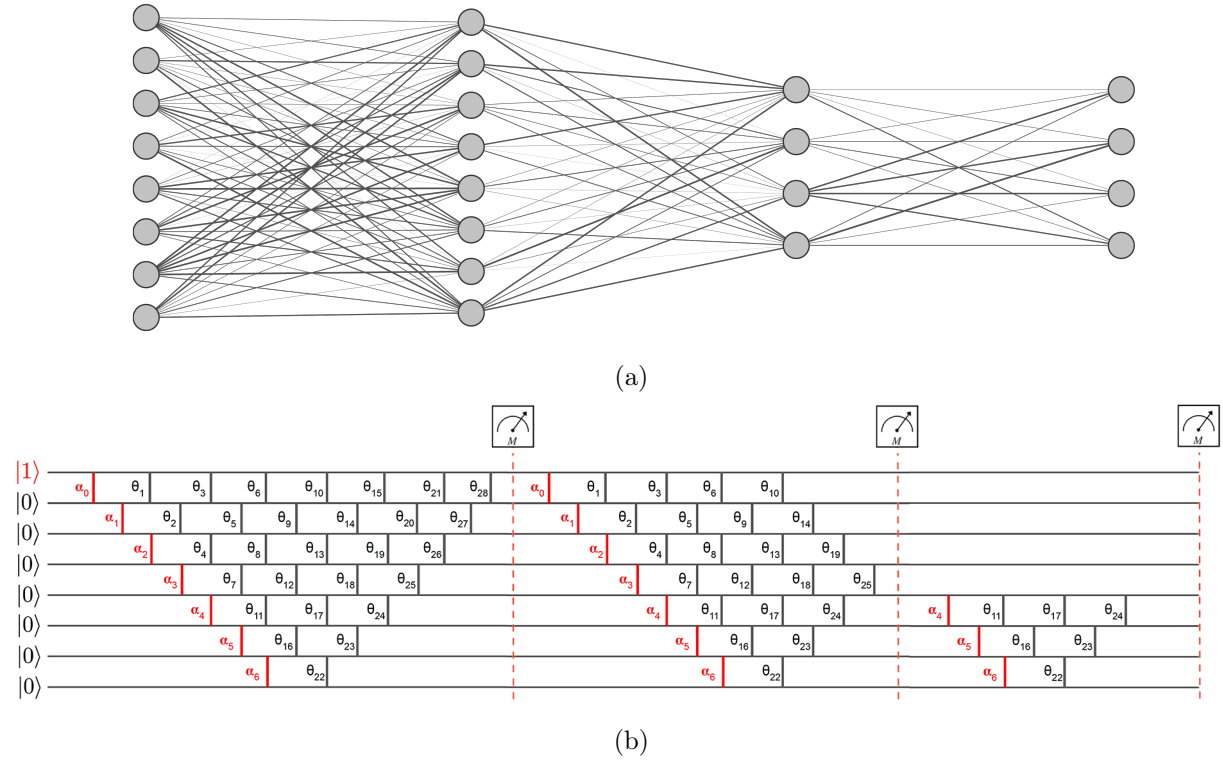 (a)
M M M
|1⟩
α₀ θ₁ θ₃ θ₆ θ₁₀ θ₁₅ θ₂₁ θ₂₈ α₀ θ₁ θ₃ θ₆ θ₁₀
|0⟩
α₁ θ₂ θ₅ θ₉ θ₁₄ θ₂₀ θ₂₇ α₁ θ₂ θ₅ θ₉ θ₁₄
|0⟩
α₂ θ₄ θ₈ θ₁₃ θ₁₉ θ₂₆ α₂ θ₄ θ₈ θ₁₃ θ₁₉
|0⟩
α₃ θ₇ θ₁₂ θ₁₈ θ₂₅ α₃ θ₇ θ₁₂ θ₁₈ θ₂₅
|0⟩
α₄ θ₁₁ θ₁₇ θ₂₄ α₄ θ₁₁ θ₁₇ θ₂₄ α₄ θ₁₁ θ₁₇ θ₂₄
|0⟩
α₅ θ₁₆ θ₂₃ α₅ θ₁₆ θ₂₃ α₅ θ₁₆ θ₂₃
|0⟩
α₆ θ₂₂ α₆ θ₂₂ α₆ θ₂₂
|0⟩
(b)